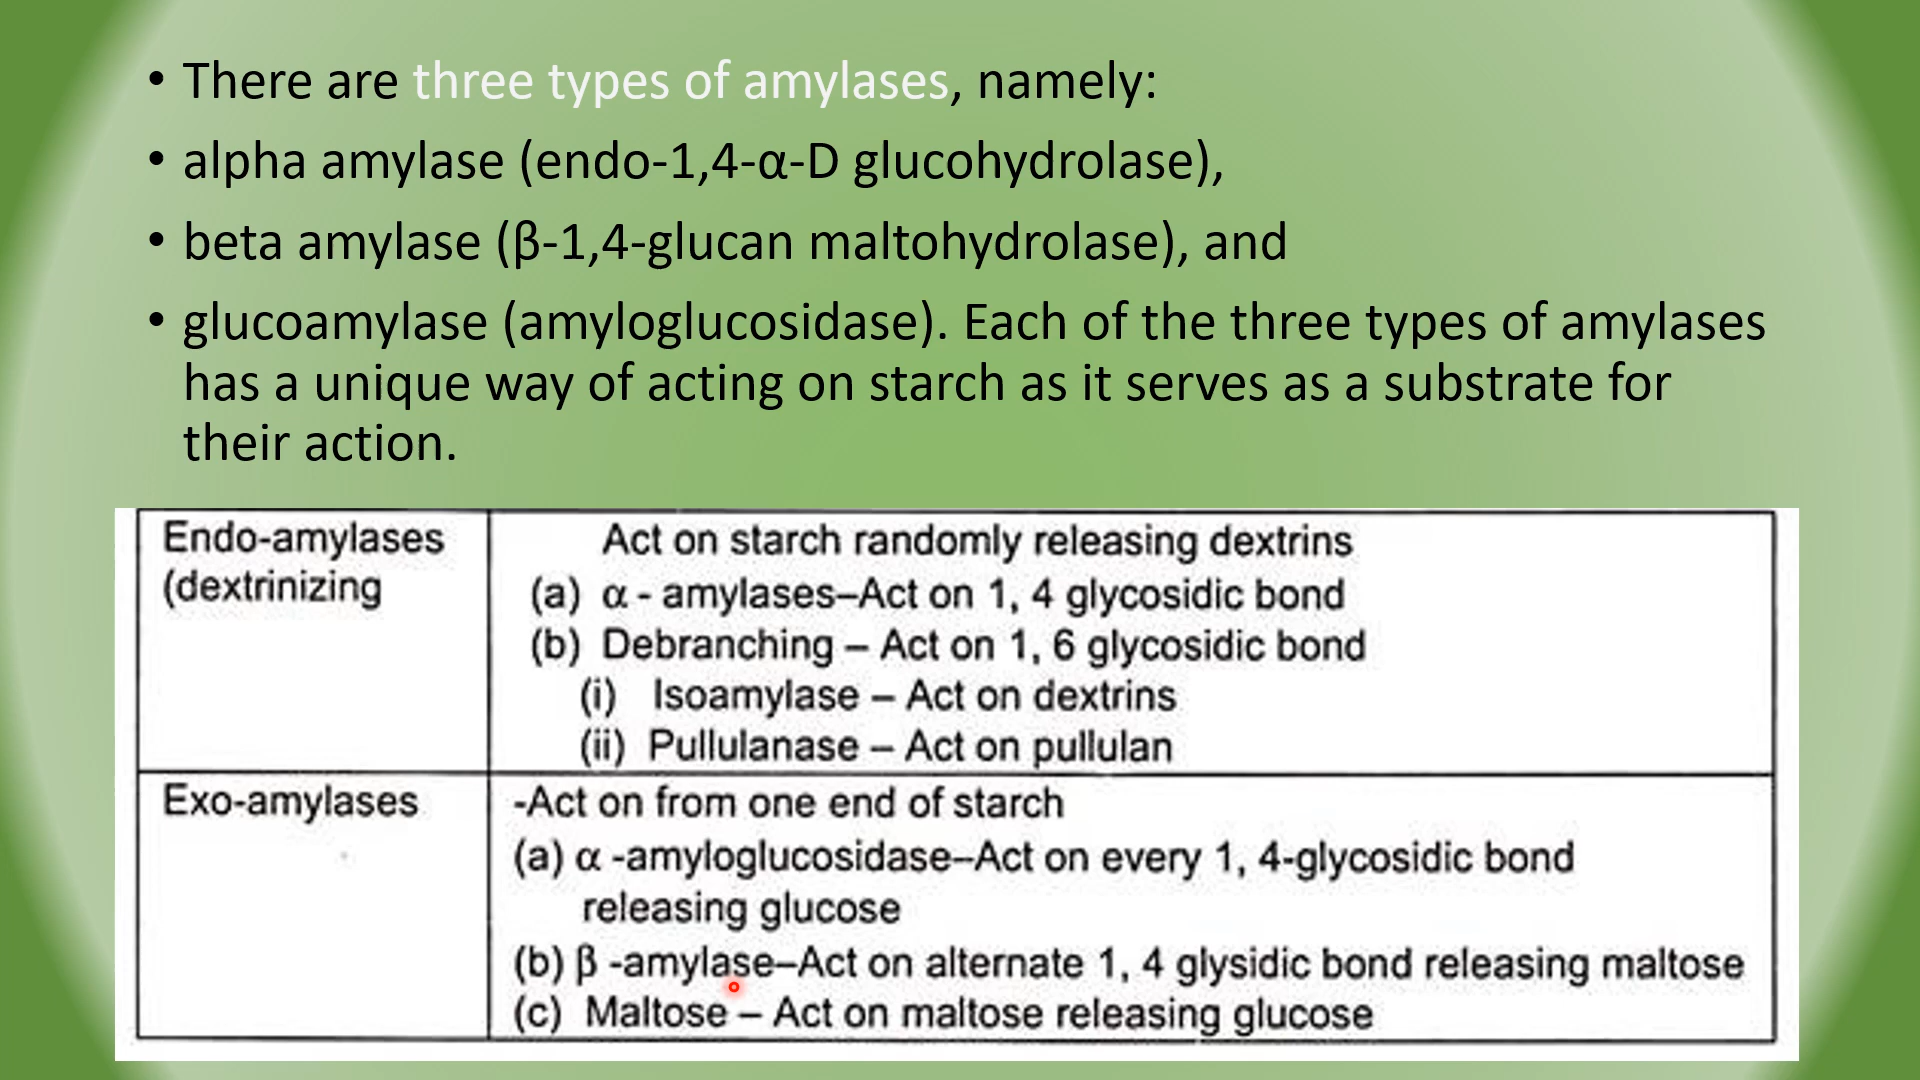 • There are three types of amylases, namely:
• alpha amylase (endo-1,4-α-D glucohydrolase),
• beta amylase (β-1,4-glucan maltohydrolase), and
• glucoamylase (amyloglucosidase). Each of the three types of amylases
has a unique way of acting on starch as it serves as a substrate for
their action.
Endo-amylases
(dextrinizing
Act on starch randomly releasing dextrins
(a) α - amylases–Act on 1, 4 glycosidic bond
(b) Debranching – Act on 1, 6 glycosidic bond
(i) Isoamylase – Act on dextrins
(ii) Pullulanase – Act on pullulan
Exo-amylases
-Act on from one end of starch
(a) α -amyloglucosidase–Act on every 1, 4-glycosidic bond
releasing glucose
(b) β -amylase–Act on alternate 1, 4 glysidic bond releasing maltose
(c) Maltose – Act on maltose releasing glucose